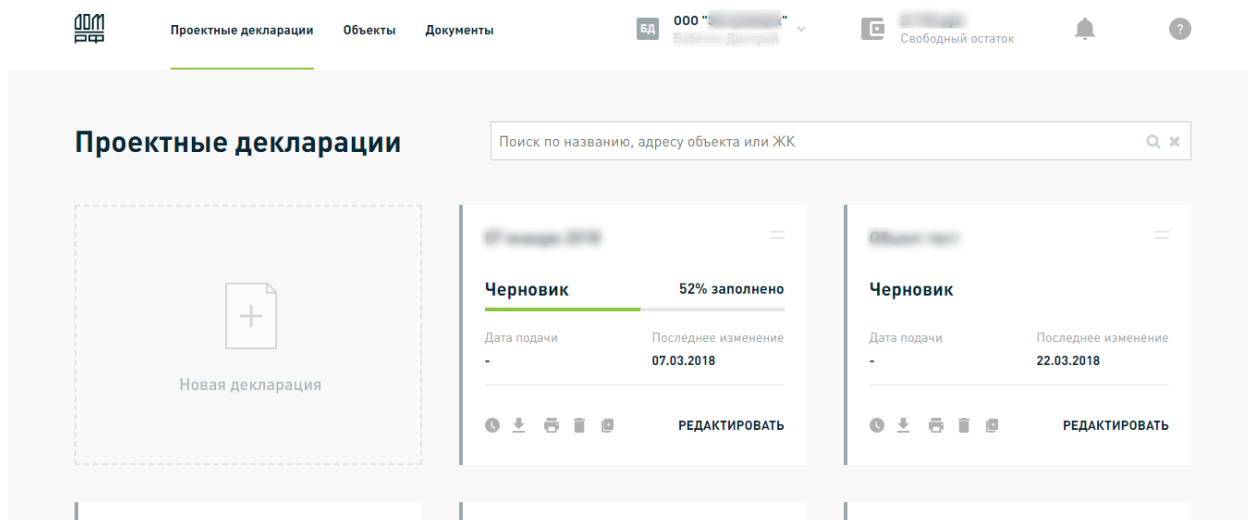 ДОМ
РФ
Проектные декларации
Объекты
Документы
БД
ООО "
Свободный остаток
?
Проектные декларации
Поиск по названию, адресу объекта или ЖК
Новая декларация
Черновик
52% заполнено
Дата подачи
Последнее изменение
-
07.03.2018
РЕДАКТИРОВАТЬ
Черновик
Дата подачи
Последнее изменение
-
22.03.2018
РЕДАКТИРОВАТЬ